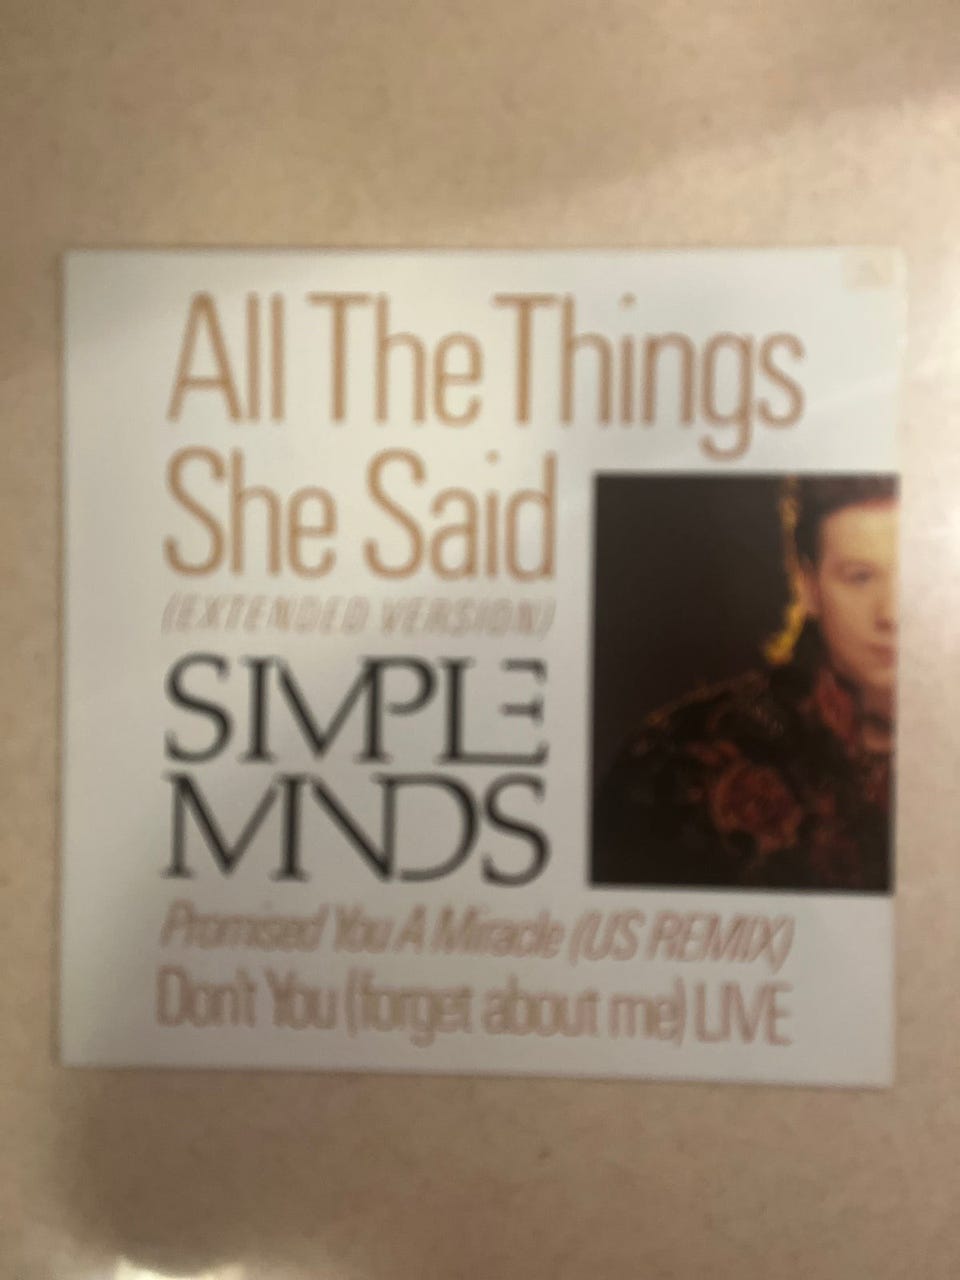 All The Things
She Said
(EXTENDED VERSION)
SIMPLE
MINDS
Promised You A Miracle (US REMIX)
Don't You (forget about me) LIVE